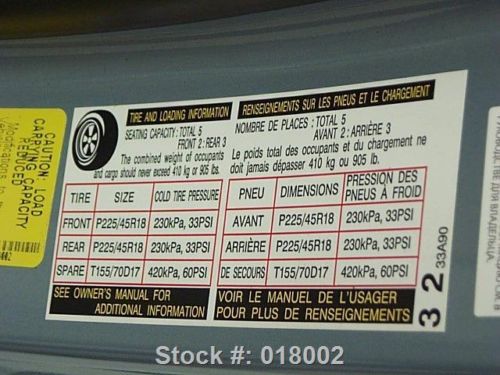 CAUTION: LOAD
CARRYING CAPACITY
REDUCED
Modifications to
TIRE AND LOADING INFORMATION
SEATING CAPACITY: TOTAL 5
FRONT 2: REAR 3
The combined weight of occupants
and cargo should never exceed 410 kg or 905 lb.
TIRE SIZE COLD TIRE PRESSURE
FRONT P225/45R18 230kPa, 33PSI
REAR P225/45R18 230kPa, 33PSI
SPARE T155/70D17 420kPa, 60PSI
SEE OWNER'S MANUAL FOR
ADDITIONAL INFORMATION
RENSEIGNEMENTS SUR LES PNEUS ET LE CHARGEMENT
NOMBRE DE PLACES: TOTAL 5
AVANT 2: ARRIÈRE 3
Le poids total des occupants et du chargement ne
doit jamais dépasser 410 kg ou 905 lb.
PNEU DIMENSIONS PRESSION DES
PNEUS À FROID
AVANT P225/45R18 230kPa, 33PSI
ARRIÈRE P225/45R18 230kPa, 33PSI
DE SECOURS T155/70D17 420kPa, 60PSI
VOIR LE MANUEL DE L'USAGER
POUR PLUS DE RENSEIGNEMENTS
3 2 33A90
Stock #: 018002